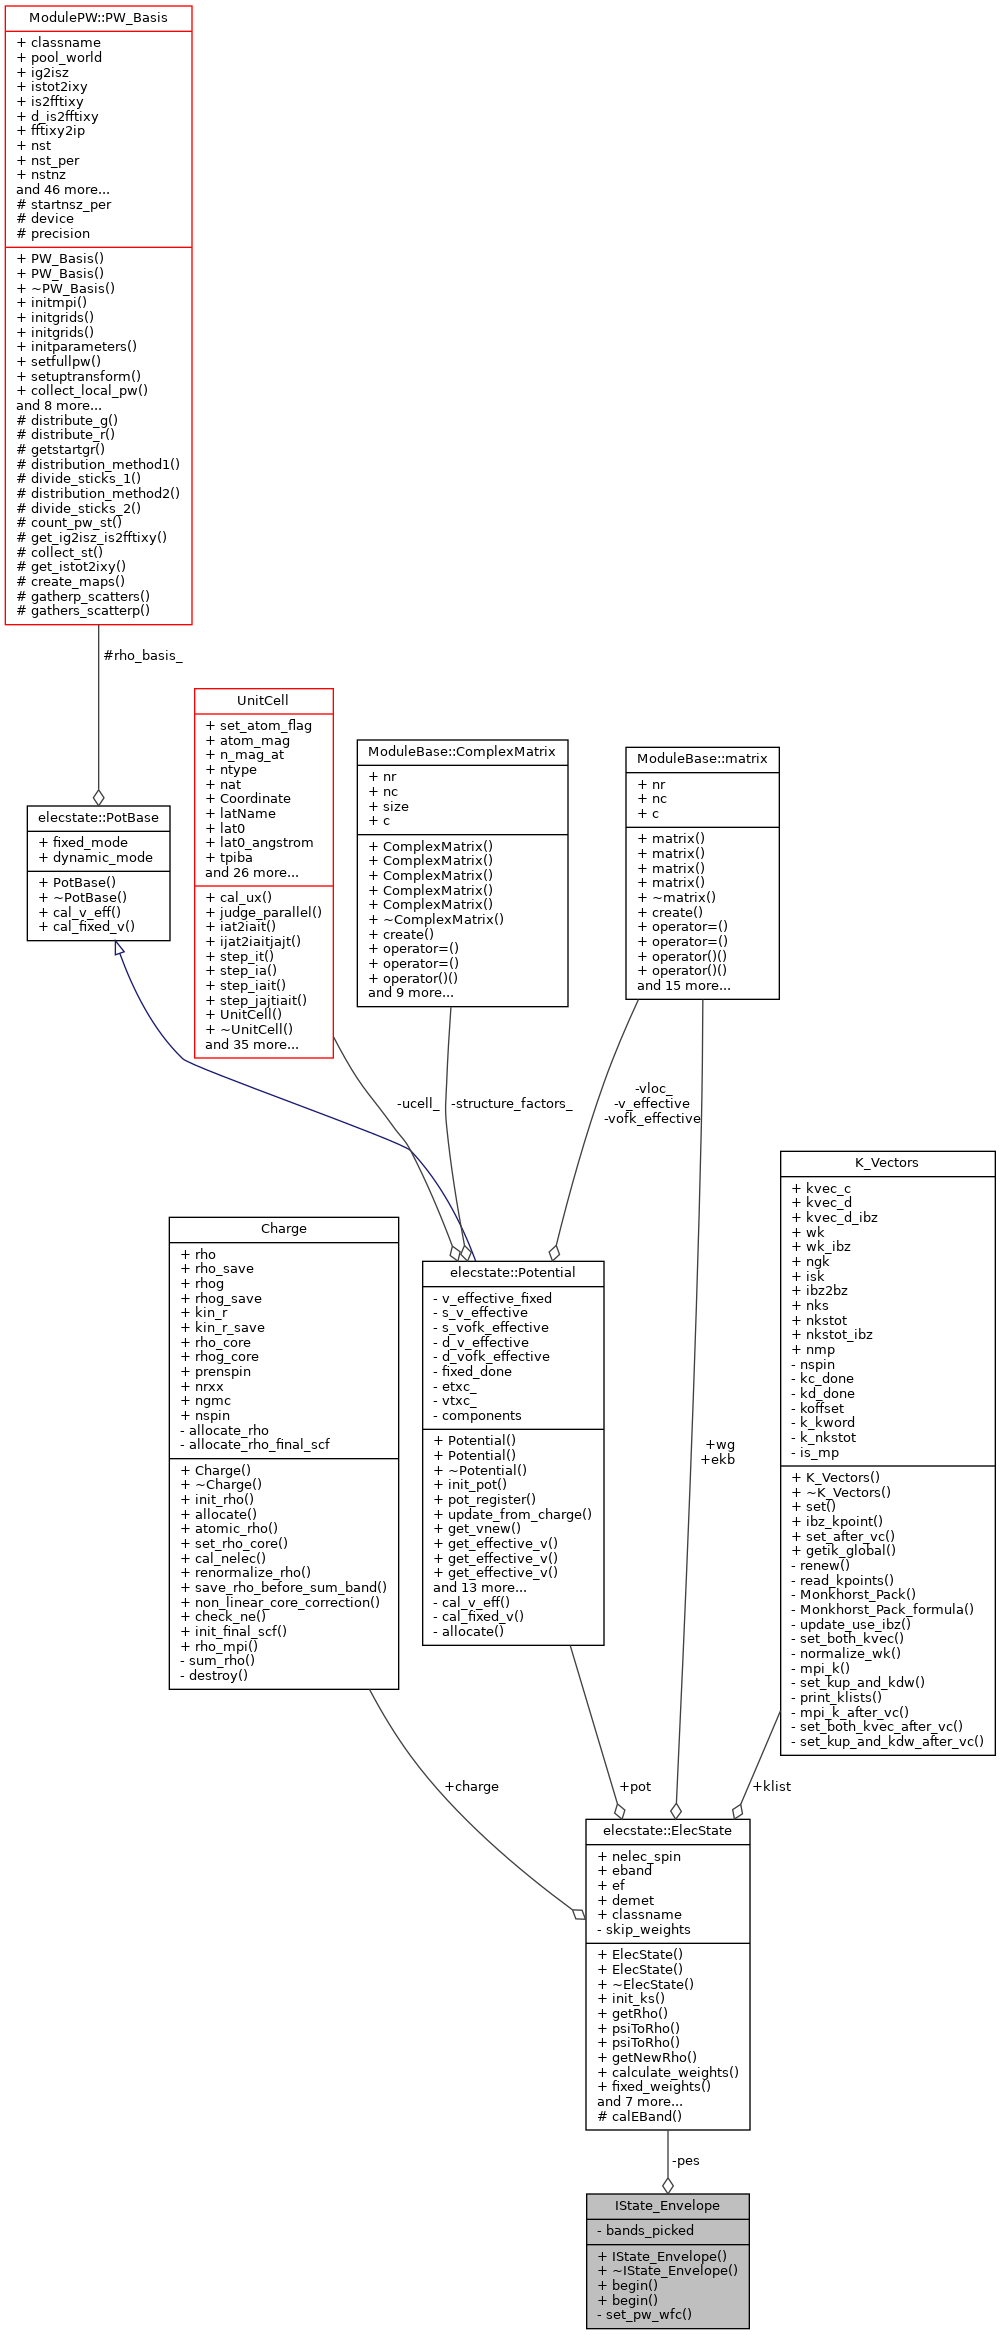 ModulePW::PW_Basis
+ classname
+ pool_world
+ ig2isz
+ istot2ixy
+ is2fftixy
+ d_is2fftixy
+ fftixy2ip
+ nst
+ nst_per
+ nstnz
and 46 more...
# startnsz_per
# device
# precision
+ PW_Basis()
+ PW_Basis()
+ ~PW_Basis()
+ initmpi()
+ initgrids()
+ initgrids()
+ initparameters()
+ setfullpw()
+ setuptransform()
+ collect_local_pw()
and 8 more...
# distribute_g()
# distribute_r()
# getstartgr()
# distribution_method1()
# divide_sticks_1()
# distribution_method2()
# divide_sticks_2()
# count_pw_st()
# get_ig2isz_is2fftixy()
# collect_st()
# get_istot2ixy()
# create_maps()
# gatherp_scatters()
# gathers_scatterp()
#rho_basis_
elecstate::PotBase
+ fixed_mode
+ dynamic_mode
+ PotBase()
+ ~PotBase()
+ cal_v_eff()
+ cal_fixed_v()
UnitCell
+ set_atom_flag
+ atom_mag
+ n_mag_at
+ ntype
+ nat
+ Coordinate
+ latName
+ lat0
+ lat0_angstrom
+ tpiba
and 26 more...
+ cal_ux()
+ judge_parallel()
+ iat2iait()
+ ijat2iaitjajt()
+ step_it()
+ step_ia()
+ step_iait()
+ step_jajtiait()
+ UnitCell()
+ ~UnitCell()
and 35 more...
ModuleBase::ComplexMatrix
+ nr
+ nc
+ size
+ c
+ ComplexMatrix()
+ ComplexMatrix()
+ ComplexMatrix()
+ ComplexMatrix()
+ ComplexMatrix()
+ ~ComplexMatrix()
+ create()
+ operator=()
+ operator=()
+ operator()()
and 9 more...
ModuleBase::matrix
+ nr
+ nc
+ c
+ matrix()
+ matrix()
+ matrix()
+ matrix()
+ ~matrix()
+ create()
+ operator=()
+ operator=()
+ operator()()
+ operator()()
and 15 more...
-ucell_
-structure_factors_
-vloc_
-v_effective
-vofk_effective
K_Vectors
+ kvec_c
+ kvec_d
+ kvec_d_ibz
+ wk
+ wk_ibz
+ ngk
+ isk
+ ibz2bz
+ nks
+ nkstot
+ nkstot_ibz
+ nmp
- nspin
- kc_done
- kd_done
- koffset
- k_kword
- k_nkstot
- is_mp
+ K_Vectors()
+ ~K_Vectors()
+ set()
+ ibz_kpoint()
+ set_after_vc()
+ getik_global()
- renew()
- read_kpoints()
- Monkhorst_Pack()
- Monkhorst_Pack_formula()
- update_use_ibz()
- set_both_kvec()
- normalize_wk()
- mpi_k()
- set_kup_and_kdw()
- print_klists()
- mpi_k_after_vc()
- set_both_kvec_after_vc()
- set_kup_and_kdw_after_vc()
Charge
+ rho
+ rho_save
+ rhog
+ rhog_save
+ kin_r
+ kin_r_save
+ rho_core
+ rhog_core
+ prenspin
+ nrxx
+ ngmc
+ nspin
- allocate_rho
- allocate_rho_final_scf
+ Charge()
+ ~Charge()
+ init_rho()
+ allocate()
+ atomic_rho()
+ set_rho_core()
+ cal_nelec()
+ renormalize_rho()
+ save_rho_before_sum_band()
+ non_linear_core_correction()
+ check_ne()
+ init_final_scf()
+ rho_mpi()
- sum_rho()
- destroy()
elecstate::Potential
- v_effective_fixed
- s_v_effective
- s_vofk_effective
- d_v_effective
- d_vofk_effective
- fixed_done
- etxc_
- vtxc_
- components
+ Potential()
+ Potential()
+ ~Potential()
+ init_pot()
+ pot_register()
+ update_from_charge()
+ get_vnew()
+ get_effective_v()
+ get_effective_v()
+ get_effective_v()
and 13 more...
- cal_v_eff()
- cal_fixed_v()
- allocate()
+wg
+ekb
+charge
+pot
+klist
elecstate::ElecState
+ nelec_spin
+ eband
+ ef
+ demet
+ classname
- skip_weights
+ ElecState()
+ ElecState()
+ ~ElecState()
+ init_ks()
+ getRho()
+ psiToRho()
+ psiToRho()
+ getNewRho()
+ calculate_weights()
+ fixed_weights()
and 7 more...
# calEBand()
-pes
IState_Envelope
- bands_picked
+ IState_Envelope()
+ ~IState_Envelope()
+ begin()
+ begin()
- set_pw_wfc()